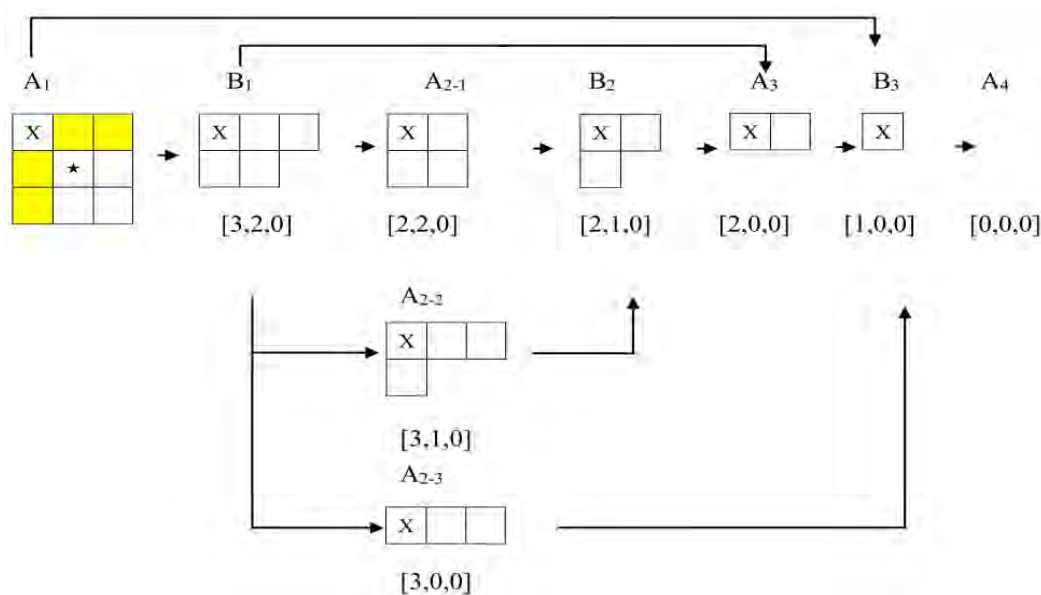 A₁ B₁ A₂₋₁ B₂ A₃ B₃ A₄
X X X X X X
★
[3,2,0] [2,2,0] [2,1,0] [2,0,0] [1,0,0] [0,0,0]
A₂₋₂
X
[3,1,0]
A₂₋₃
X
[3,0,0]